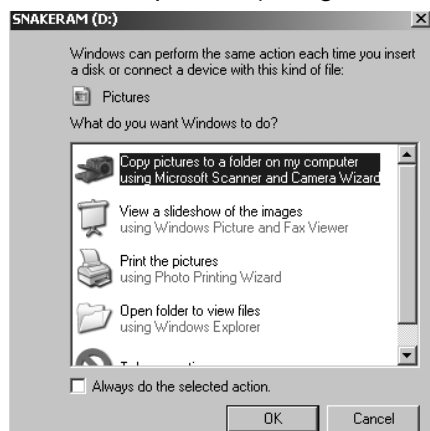 SNAKERAM (D:)
Windows can perform the same action each time you insert
a disk or connect a device with this kind of file:
Pictures
What do you want Windows to do?
Copy pictures to a folder on my computer
using Microsoft Scanner and Camera Wizard
View a slideshow of the images
using Windows Picture and Fax Viewer
Print the pictures
using Photo Printing Wizard
Open folder to view files
using Windows Explorer
Always do the selected action.
OK
Cancel